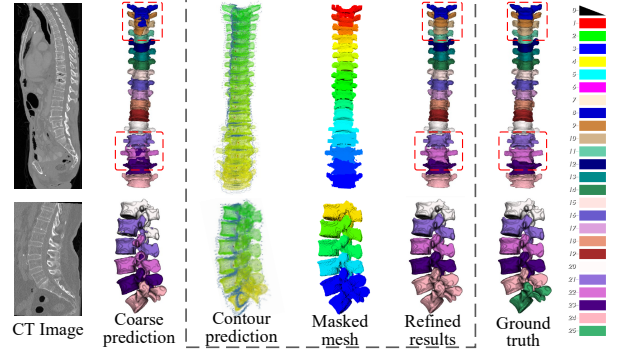 CT Image
Coarse
prediction
Contour
prediction
Masked
mesh
Refined
results
Ground
truth
0
1
2
3
4
5
6
7
8
9
10
11
12
13
14
15
16
17
18
19
20
21
22
23
24
25